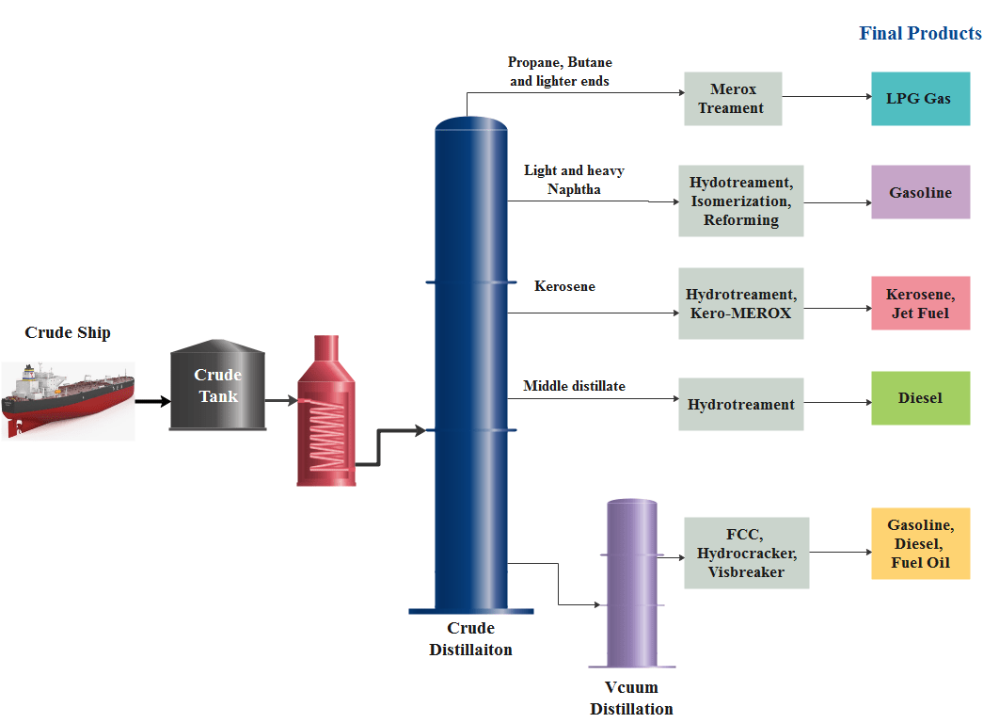 Final Products
Propane, Butane
and lighter ends
Merox
Treament
LPG Gas
Light and heavy
Naphtha
Hydotreament,
Isomerization,
Reforming
Gasoline
Kerosene
Hydrotreament,
Kero-MEROX
Kerosene,
Jet Fuel
Crude Ship
Crude
Tank
Middle distillate
Hydrotreament
Diesel
FCC,
Hydrocracker,
Visbreaker
Gasoline,
Diesel,
Fuel Oil
Crude
Distillaiton
Vcuum
Distillation